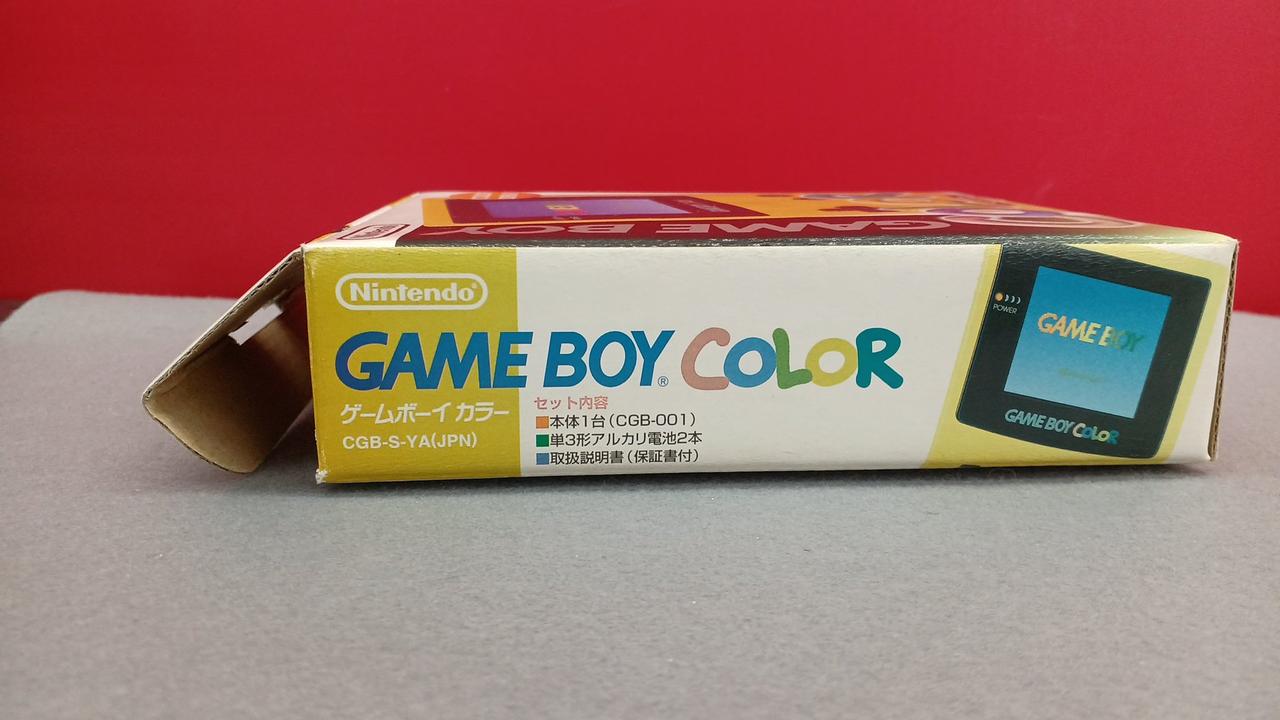 GAME BOY
Nintendo®
GAME BOY® COLOR
ゲームボーイ カラー
CGB-S-YA(JPN)
セット内容
■本体1台(CGB-001)
■単3形アルカリ電池2本
■取扱説明書(保証書付)
POWER
GAME BOY
GAME BOY COLOR